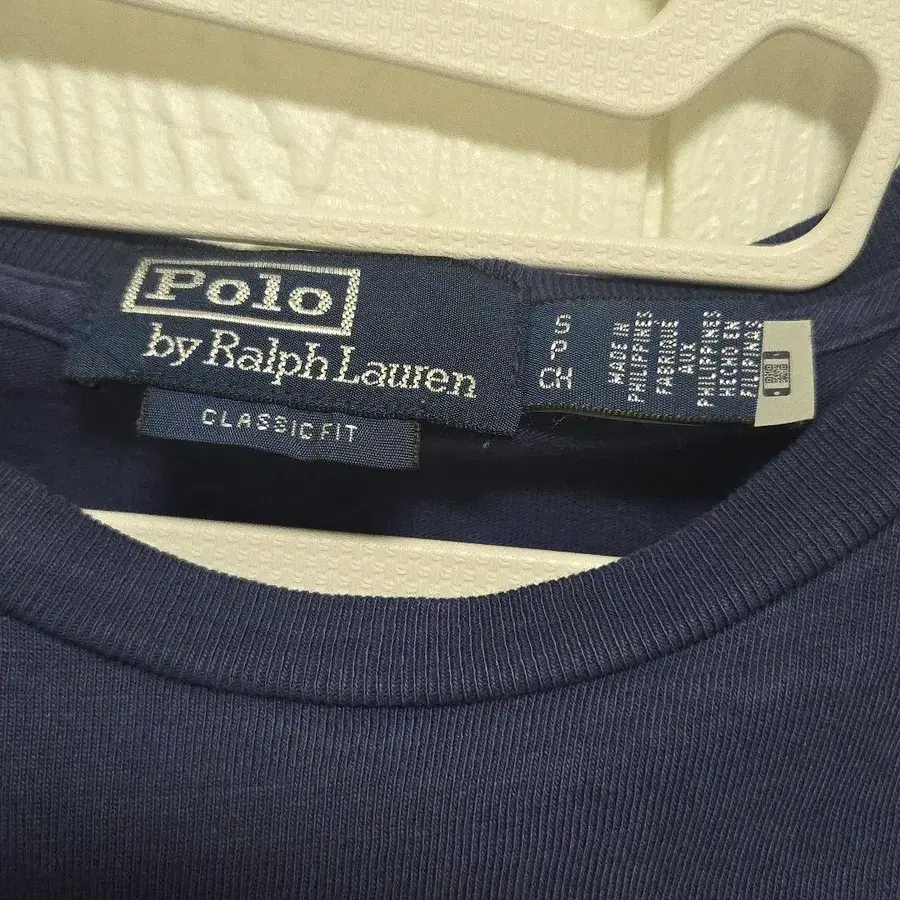 Polo
by Ralph Lauren
CLASSIC FIT
S
P
CH
MADE IN
PHILIPPINES
FABRIQUE
AUX
PHILIPPINES
HECHO EN
FILIPINAS